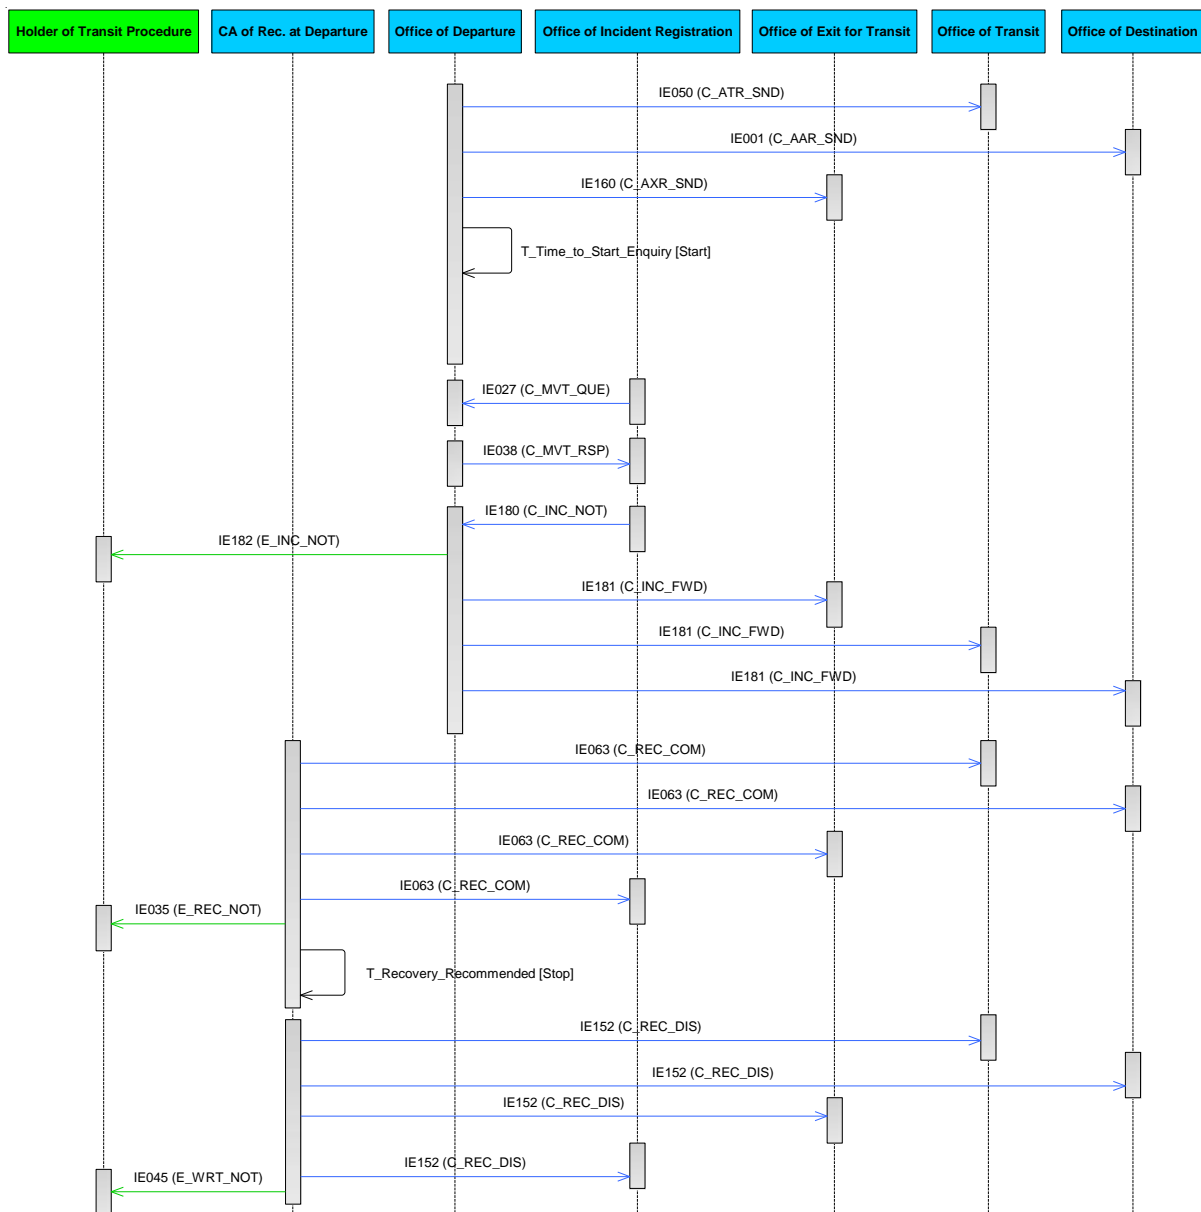 Holder of Transit Procedure
CA of Rec. at Departure
Office of Departure
Office of Incident Registration
Office of Exit for Transit
Office of Transit
Office of Destination
IE050 (C_ATR_SND)
IE001 (C_AAR_SND)
IE160 (C_AXR_SND)
T_Time_to_Start_Enquiry [Start]
IE027 (C_MVT_QUE)
IE038 (C_MVT_RSP)
IE180 (C_INC_NOT)
IE182 (E_INC_NOT)
IE181 (C_INC_FWD)
IE181 (C_INC_FWD)
IE181 (C_INC_FWD)
IE063 (C_REC_COM)
IE063 (C_REC_COM)
IE063 (C_REC_COM)
IE063 (C_REC_COM)
IE035 (E_REC_NOT)
T_Recovery_Recommended [Stop]
IE152 (C_REC_DIS)
IE152 (C_REC_DIS)
IE152 (C_REC_DIS)
IE152 (C_REC_DIS)
IE045 (E_WRT_NOT)